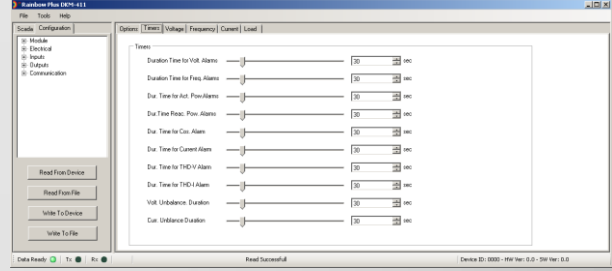 Rainbow Plus DKM-411
File Tools Help
Scada Configuration
Module
Electrical
Inputs
Outputs
Communication
Read From Device
Read From File
Write To Device
Write To File
Options Timers Voltage Frequency Current Load
Timers
Duration Time for Volt. Alarms 30 sec
Duration Time for Freq. Alarms 30 sec
Dur. Time for Act. Pow.Alarms 30 sec
Dur.Time Reac. Pow. Alarms 30 sec
Dur. Time for Cos. Alarm 30 sec
Dur. Time for Current Alarm 30 sec
Dur. Time for THD-V Alarm 30 sec
Dur. Time for THD-I Alarm 30 sec
Volt. Unbalance. Duration 30 sec
Curr. Unblance Duration 30 sec
Data Ready Tx Rx Read Successfull Device ID: 0000 - HW Ver: 0.0 - SW Ver: 0.0